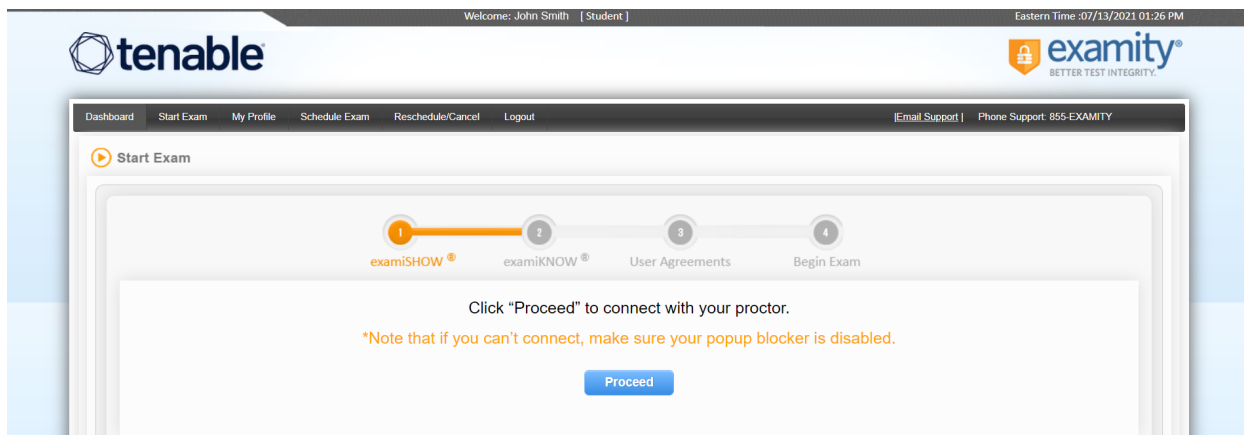 Welcome: John Smith [ Student ]
Eastern Time :07/13/2021 01:26 PM
tenable
examity®
BETTER TEST INTEGRITY.
Dashboard Start Exam My Profile Schedule Exam Reschedule/Cancel Logout |Email Support | Phone Support: 855-EXAMITY
Start Exam
1 2 3 4
examiSHOW ® examiKNOW ® User Agreements Begin Exam
Click “Proceed” to connect with your proctor.
*Note that if you can’t connect, make sure your popup blocker is disabled.
Proceed